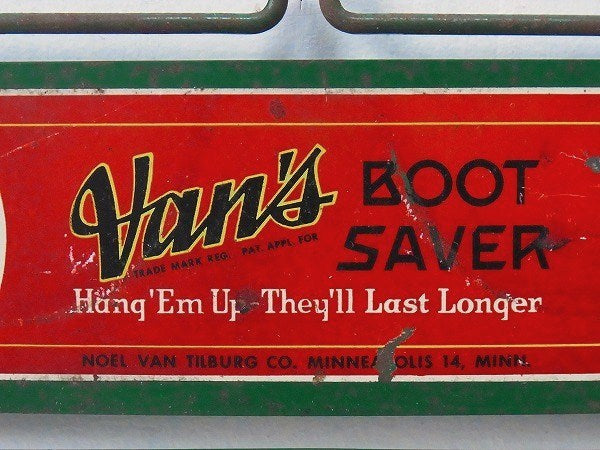 Van's BOOT
SAVER
TRADE MARK REG. PAT. APPL. FOR
Hang 'Em Up-They'll Last Longer
NOEL VAN TILBURG CO. MINNEAPOLIS 14, MINN.